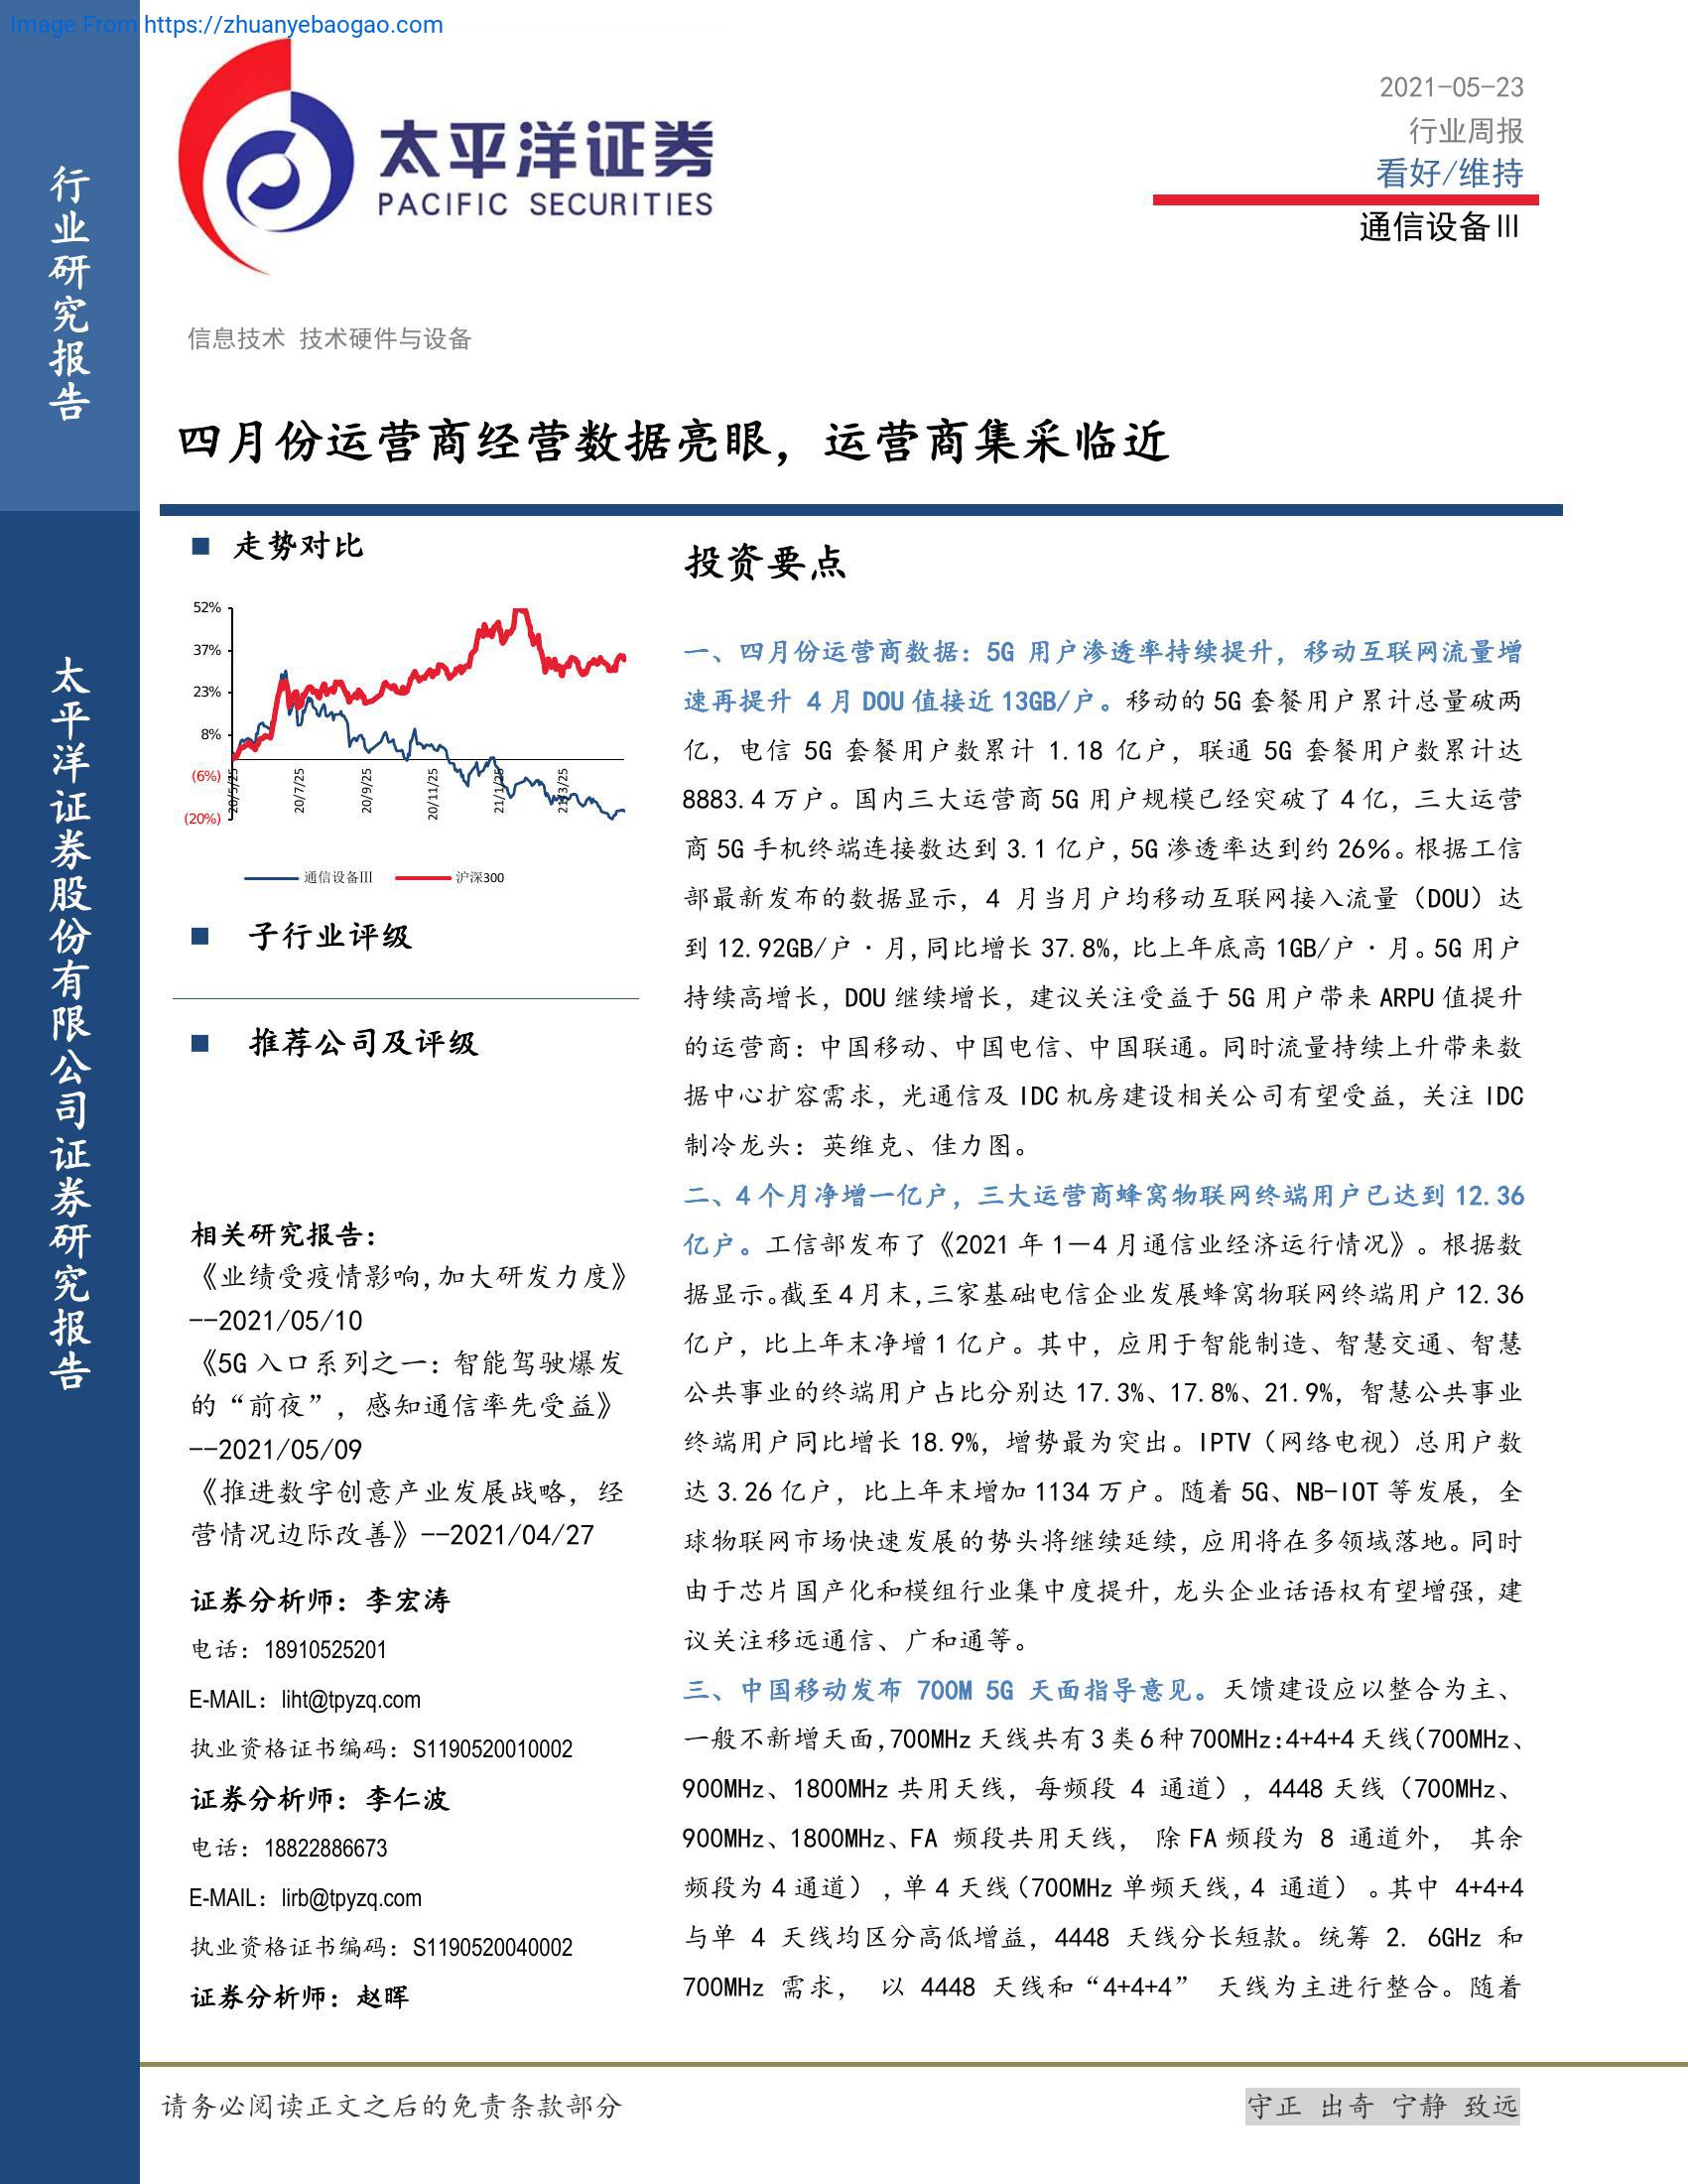 Image From https://zhuanyebaogao.com
行业研究报告
太平洋证券股份有限公司证券研究报告
太平洋证券
PACIFIC SECURITIES
2021-05-23
行业周报
看好/维持
通信设备Ⅲ
信息技术 技术硬件与设备
四月份运营商经营数据亮眼，运营商集采临近
■ 走势对比
52%
37%
23%
8%
(6%)
(20%)
20/5/25
20/7/25
20/9/25
20/11/25
21/1/25
21/3/25
通信设备Ⅲ 沪深300
■ 子行业评级
■ 推荐公司及评级
相关研究报告：
《业绩受疫情影响,加大研发力度》
--2021/05/10
《5G 入口系列之一：智能驾驶爆发
的“前夜”，感知通信率先受益》
--2021/05/09
《推进数字创意产业发展战略，经
营情况边际改善》--2021/04/27
证券分析师：李宏涛
电话：18910525201
E-MAIL：liht@tpyzq.com
执业资格证书编码：S1190520010002
证券分析师：李仁波
电话：18822886673
E-MAIL：lirb@tpyzq.com
执业资格证书编码：S1190520040002
证券分析师：赵晖
投资要点
一、四月份运营商数据：5G 用户渗透率持续提升，移动互联网流量增
速再提升 4 月 DOU 值接近 13GB/户。移动的 5G 套餐用户累计总量破两
亿，电信 5G 套餐用户数累计 1.18 亿户，联通 5G 套餐用户数累计达
8883.4 万户。国内三大运营商 5G 用户规模已经突破了 4 亿，三大运营
商 5G 手机终端连接数达到 3.1 亿户，5G 渗透率达到约 26%。根据工信
部最新发布的数据显示，4 月当月户均移动互联网接入流量（DOU）达
到 12.92GB/户·月,同比增长 37.8%，比上年底高 1GB/户·月。5G 用户
持续高增长，DOU 继续增长，建议关注受益于 5G 用户带来 ARPU 值提升
的运营商：中国移动、中国电信、中国联通。同时流量持续上升带来数
据中心扩容需求，光通信及 IDC 机房建设相关公司有望受益，关注 IDC
制冷龙头：英维克、佳力图。
二、4 个月净增一亿户，三大运营商蜂窝物联网终端用户已达到 12.36
亿户。工信部发布了《2021 年 1－4 月通信业经济运行情况》。根据数
据显示。截至 4 月末，三家基础电信企业发展蜂窝物联网终端用户 12.36
亿户，比上年末净增 1 亿户。其中，应用于智能制造、智慧交通、智慧
公共事业的终端用户占比分别达 17.3%、17.8%、21.9%，智慧公共事业
终端用户同比增长 18.9%，增势最为突出。IPTV（网络电视）总用户数
达 3.26 亿户，比上年末增加 1134 万户。随着 5G、NB-IOT 等发展，全
球物联网市场快速发展的势头将继续延续，应用将在多领域落地。同时
由于芯片国产化和模组行业集中度提升，龙头企业话语权有望增强，建
议关注移远通信、广和通等。
三、中国移动发布 700M 5G 天面指导意见。天馈建设应以整合为主、
一般不新增天面，700MHz 天线共有 3 类 6 种 700MHz:4+4+4 天线（700MHz、
900MHz、1800MHz 共用天线，每频段 4 通道），4448 天线（700MHz、
900MHz、1800MHz、FA 频段共用天线， 除 FA 频段为 8 通道外， 其余
频段为 4 通道），单 4 天线（700MHz 单频天线，4 通道）。其中 4+4+4
与单 4 天线均区分高低增益，4448 天线分长短款。统筹 2. 6GHz 和
700MHz 需求， 以 4448 天线和“4+4+4” 天线为主进行整合。随着
请务必阅读正文之后的免责条款部分
守正 出奇 宁静 致远